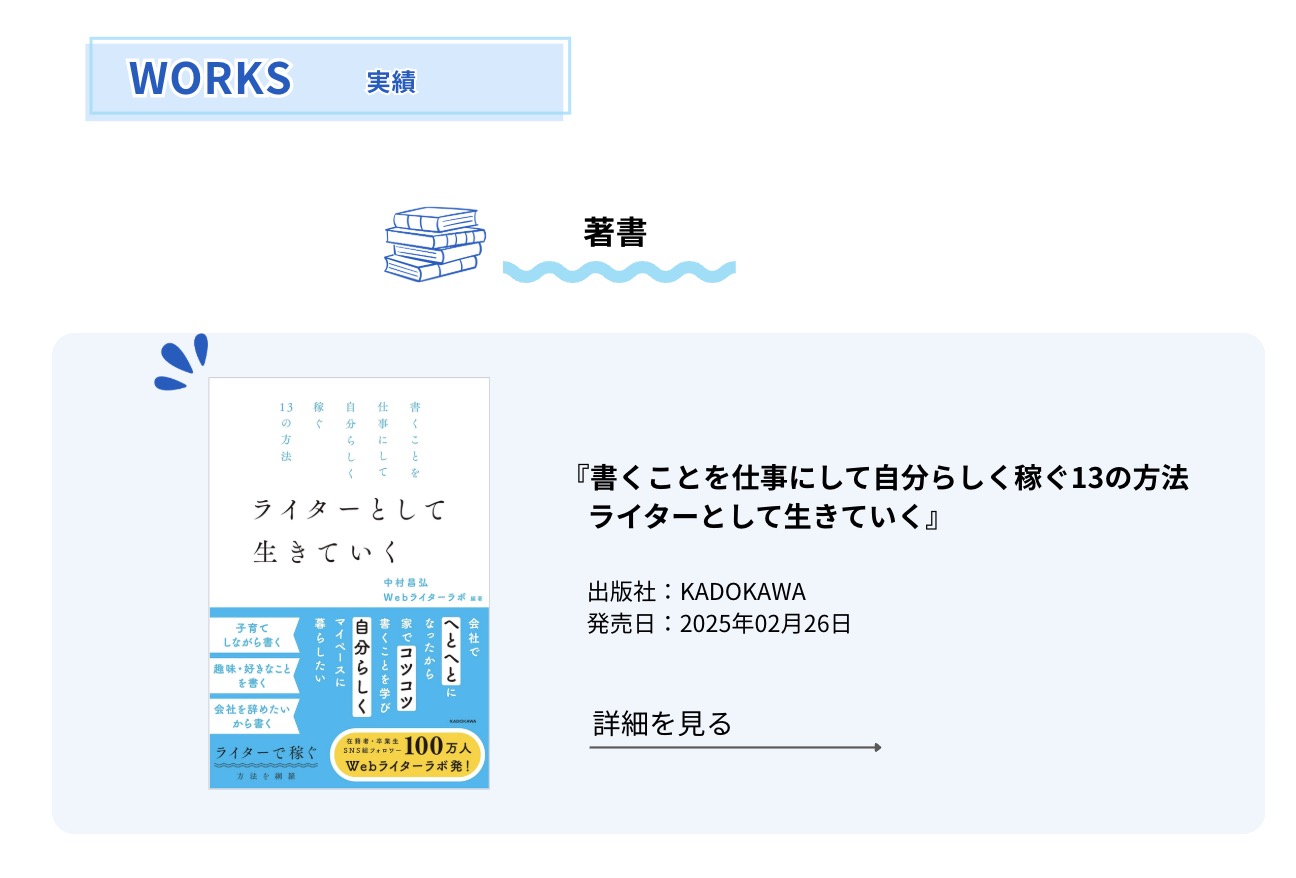 WORKS 実績
著書
書くことを
仕事にして
自分らしく
稼ぐ
13の方法
ライターとして
生きていく
中村昌弘
Webライターラボ 編著
会社で
へとへとに
なったから
家でコツコツ
書くことを学び
自分らしく
マイペースに
暮らしたい
子育て
しながら書く
趣味・好きなこと
を書く
会社を辞めたい
から書く
KADOKAWA
ライターで稼ぐ
方法を網羅
在籍者・卒業生
SNS総フォロワー 100万人
Webライターラボ発！
『書くことを仕事にして自分らしく稼ぐ13の方法
ライターとして生きていく』
出版社：KADOKAWA
発売日：2025年02月26日
詳細を見る